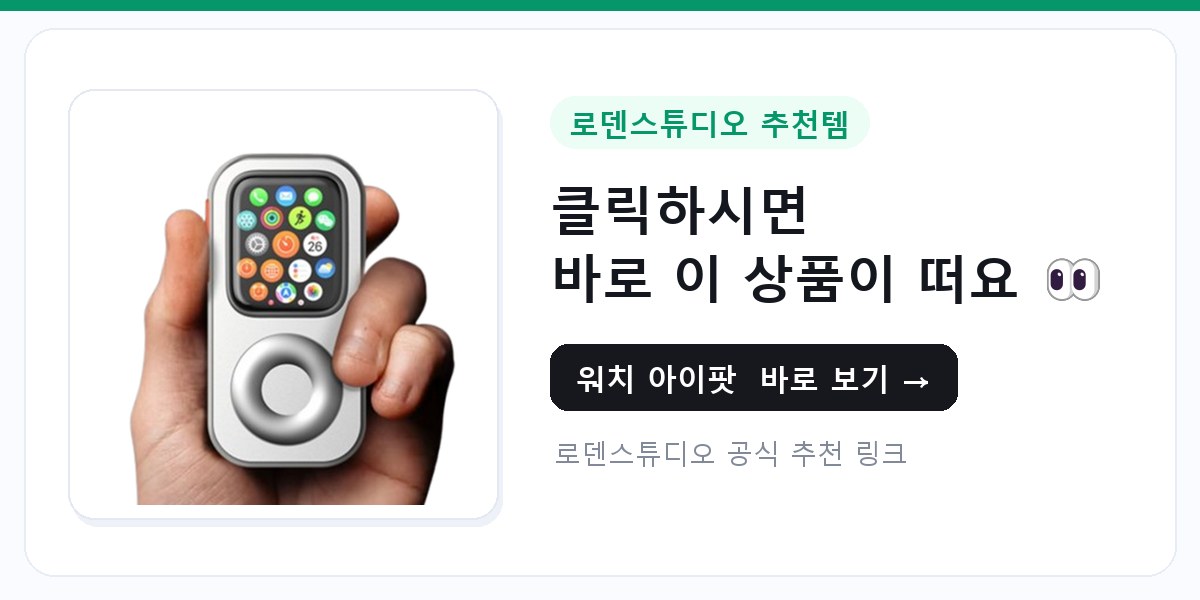 로덴스튜디오 추천템
클릭하시면
바로 이 상품이 떠요 👀
워치 아이팟 바로 보기 →
로덴스튜디오 공식 추천 링크
26